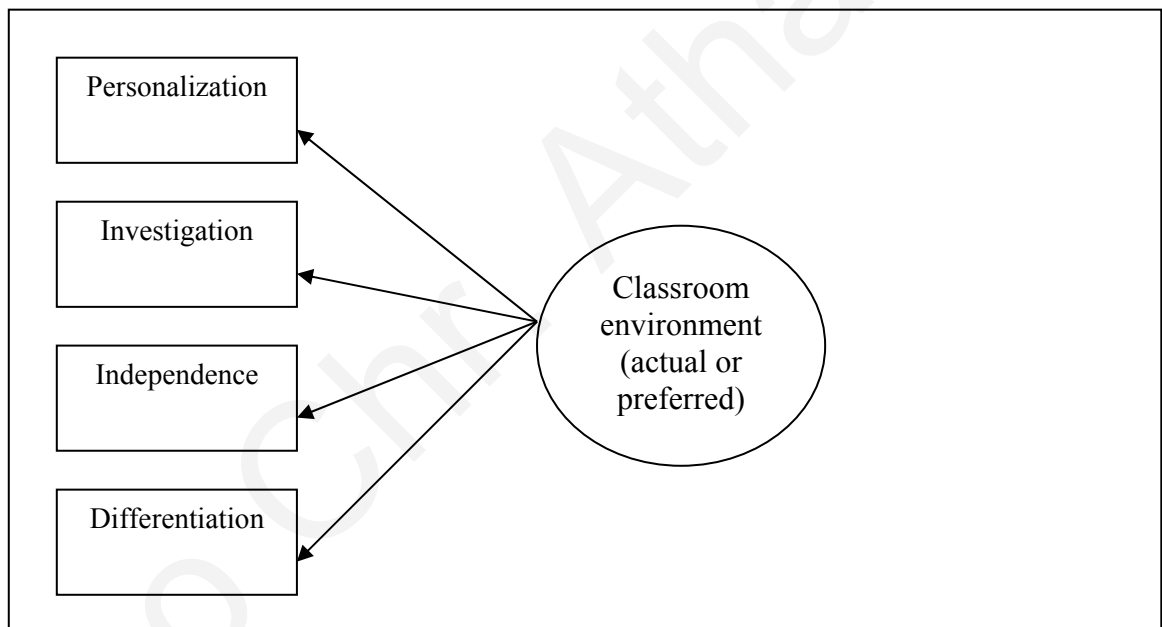 Personalization
Investigation
Independence
Differentiation
Classroom
environment
(actual or
preferred)